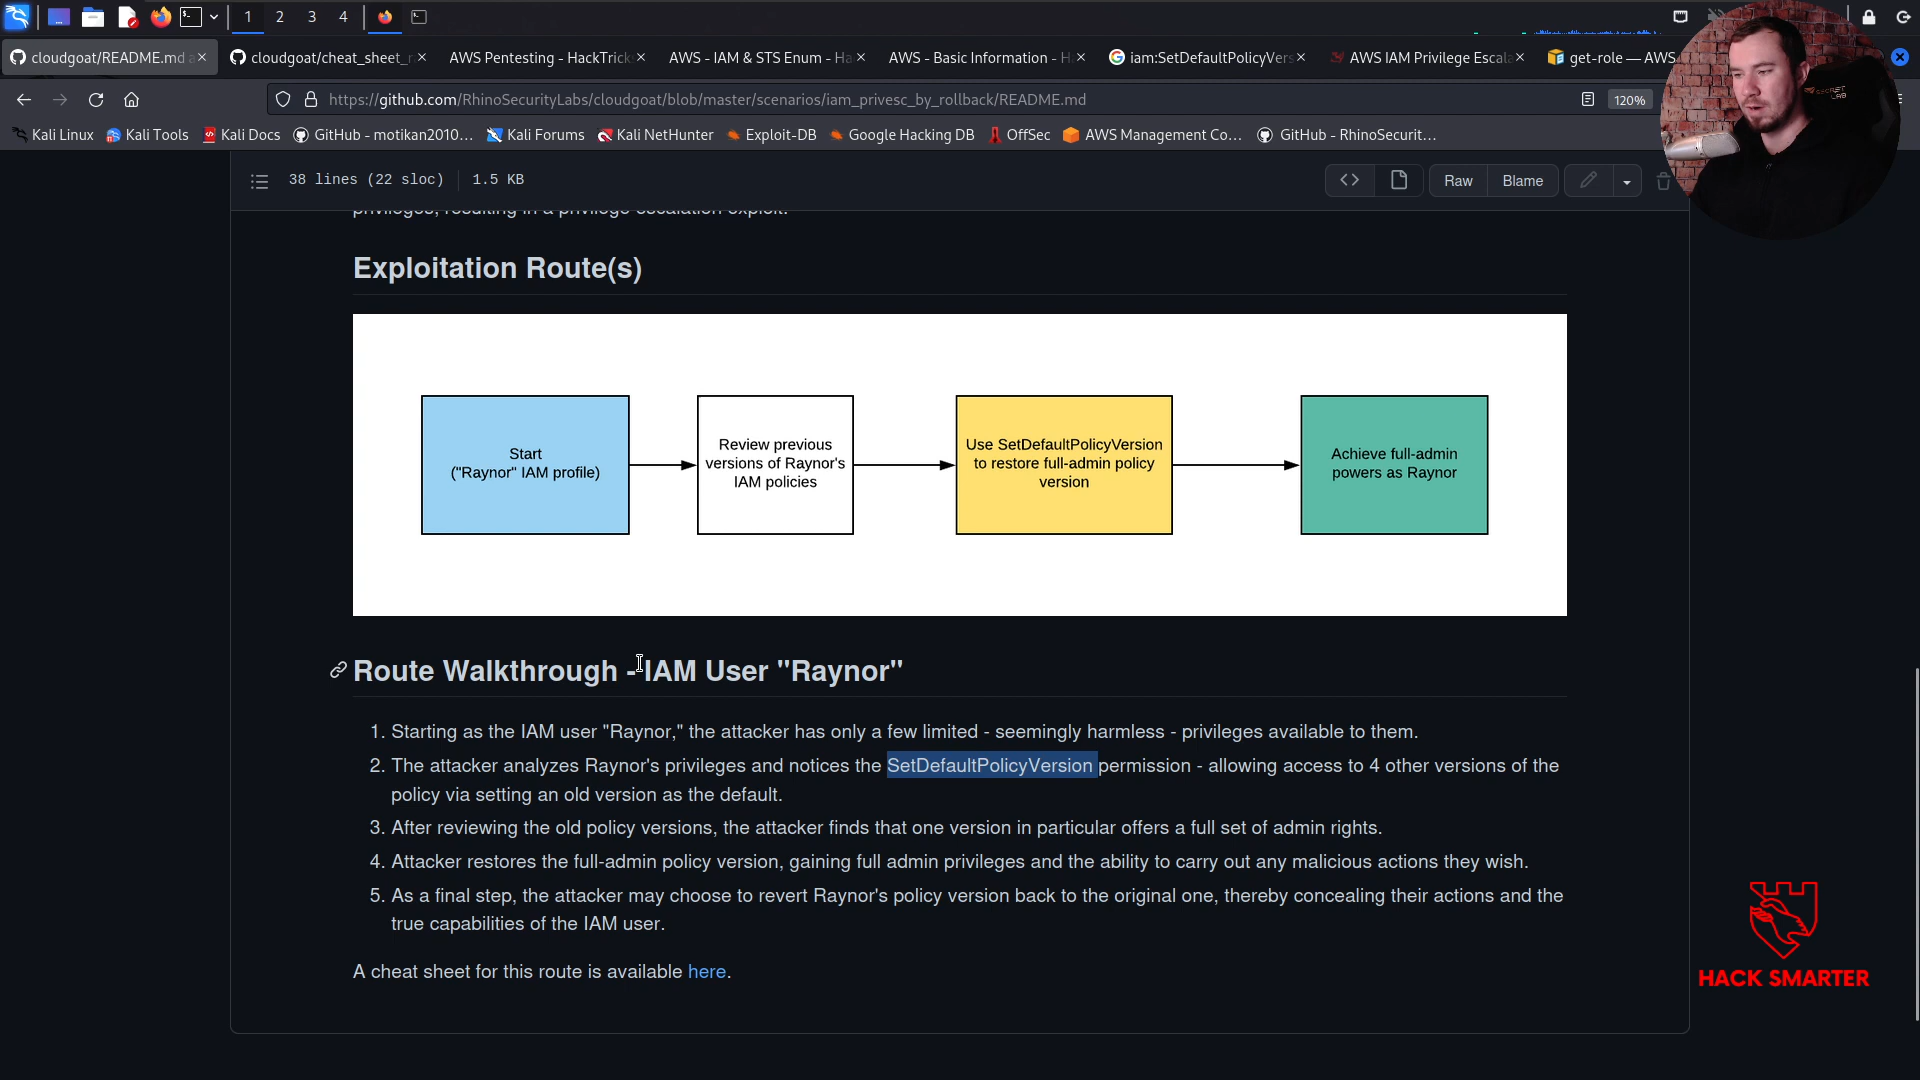 1
2
3
4
cloudgoat/README.md a
cloudgoat/cheat_sheet_r
AWS Pentesting - HackTrick
AWS - IAM & STS Enum - Ha
AWS - Basic Information - H
iam:SetDefaultPolicyVers
AWS IAM Privilege Escala
get-role — AWS
https://github.com/RhinoSecurityLabs/cloudgoat/blob/master/scenarios/iam_privesc_by_rollback/README.md
120%
Kali Linux
Kali Tools
Kali Docs
GitHub - motikan2010...
Kali Forums
Kali NetHunter
Exploit-DB
Google Hacking DB
OffSec
AWS Management Co...
GitHub - RhinoSecurit...
38 lines (22 sloc)
1.5 KB
Raw
Blame
privileges, resulting in a privilege escalation exploit.
Exploitation Route(s)
Start
("Raynor" IAM profile)
Review previous
versions of Raynor's
IAM policies
Use SetDefaultPolicyVersion
to restore full-admin policy
version
Achieve full-admin
powers as Raynor
Route Walkthrough - IAM User "Raynor"
1. Starting as the IAM user "Raynor," the attacker has only a few limited - seemingly harmless - privileges available to them.
2. The attacker analyzes Raynor's privileges and notices the SetDefaultPolicyVersion permission - allowing access to 4 other versions of the
policy via setting an old version as the default.
3. After reviewing the old policy versions, the attacker finds that one version in particular offers a full set of admin rights.
4. Attacker restores the full-admin policy version, gaining full admin privileges and the ability to carry out any malicious actions they wish.
5. As a final step, the attacker may choose to revert Raynor's policy version back to the original one, thereby concealing their actions and the
true capabilities of the IAM user.
A cheat sheet for this route is available here.
SECRET
LAB
HACK SMARTER